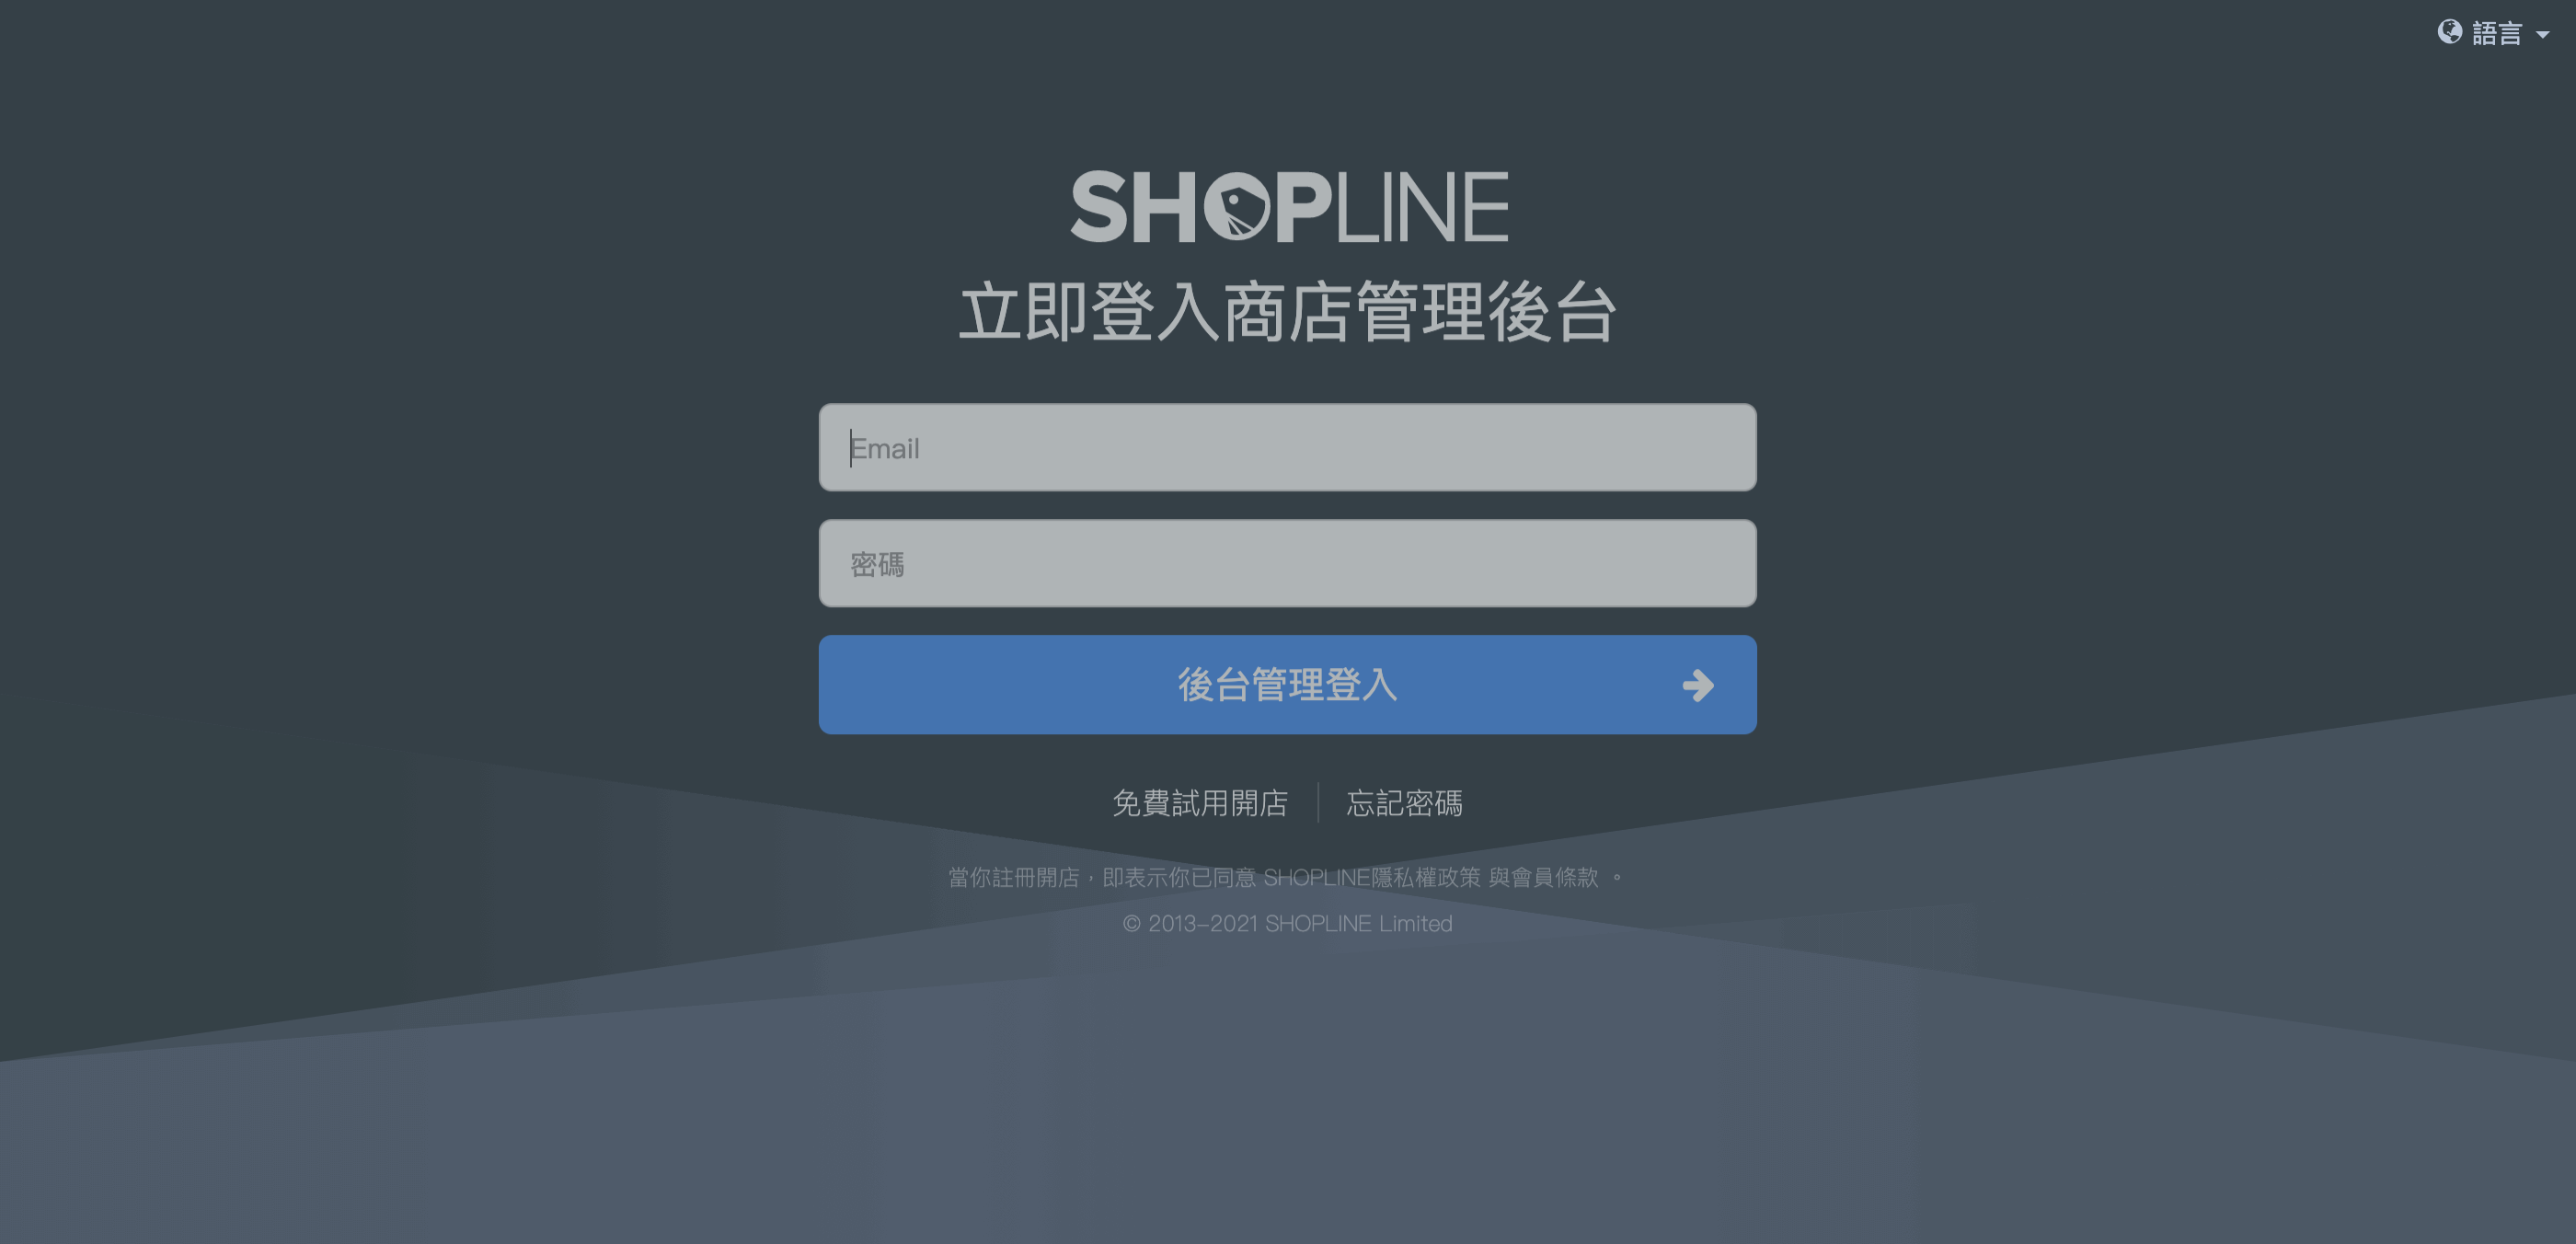 語言
SHOPLINE
立即登入商店管理後台
Email
密碼
後台管理登入
免費試用開店
忘記密碼
當你註冊開店，即表示你已同意 SHOPLINE隱私權政策 與會員條款 。
© 2013-2021 SHOPLINE Limited